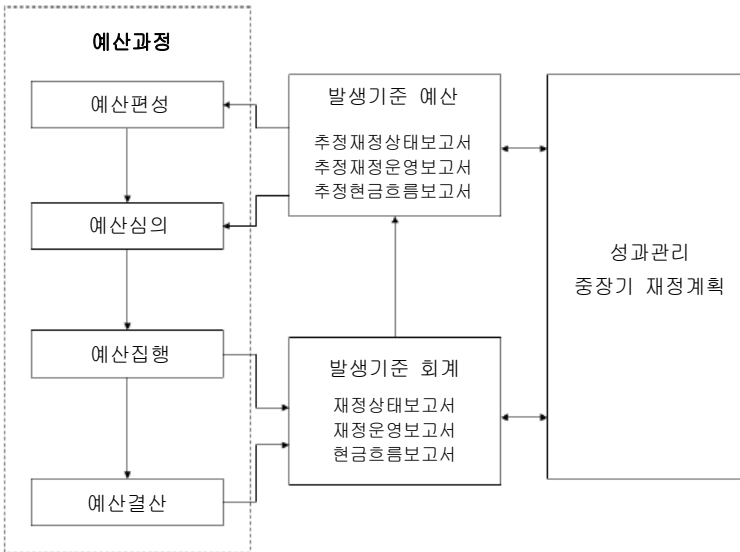 예산과정
예산편성
예산심의
예산집행
예산결산
발생기준 예산
추정재정상태보고서
추정재정운영보고서
추정현금흐름보고서
발생기준 회계
재정상태보고서
재정운영보고서
현금흐름보고서
성과관리
중장기 재정계획